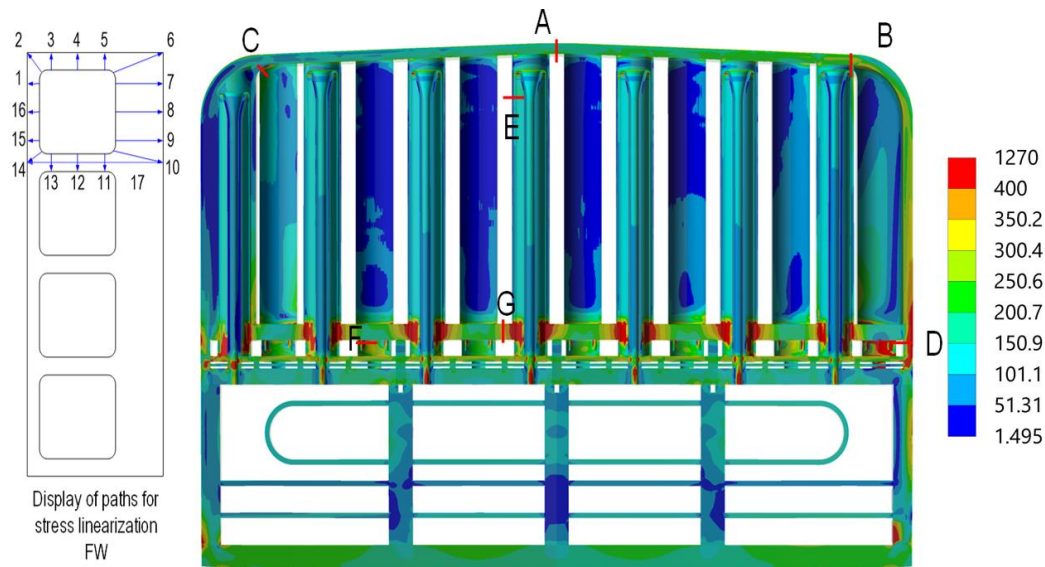 2 3 4 5 6
1 7
16 8
15 9
14 10
13 12 11 17
Display of paths for
stress linearization
FW
A
B
C
E
G
F
D
1270
400
350.2
300.4
250.6
200.7
150.9
101.1
51.31
1.495